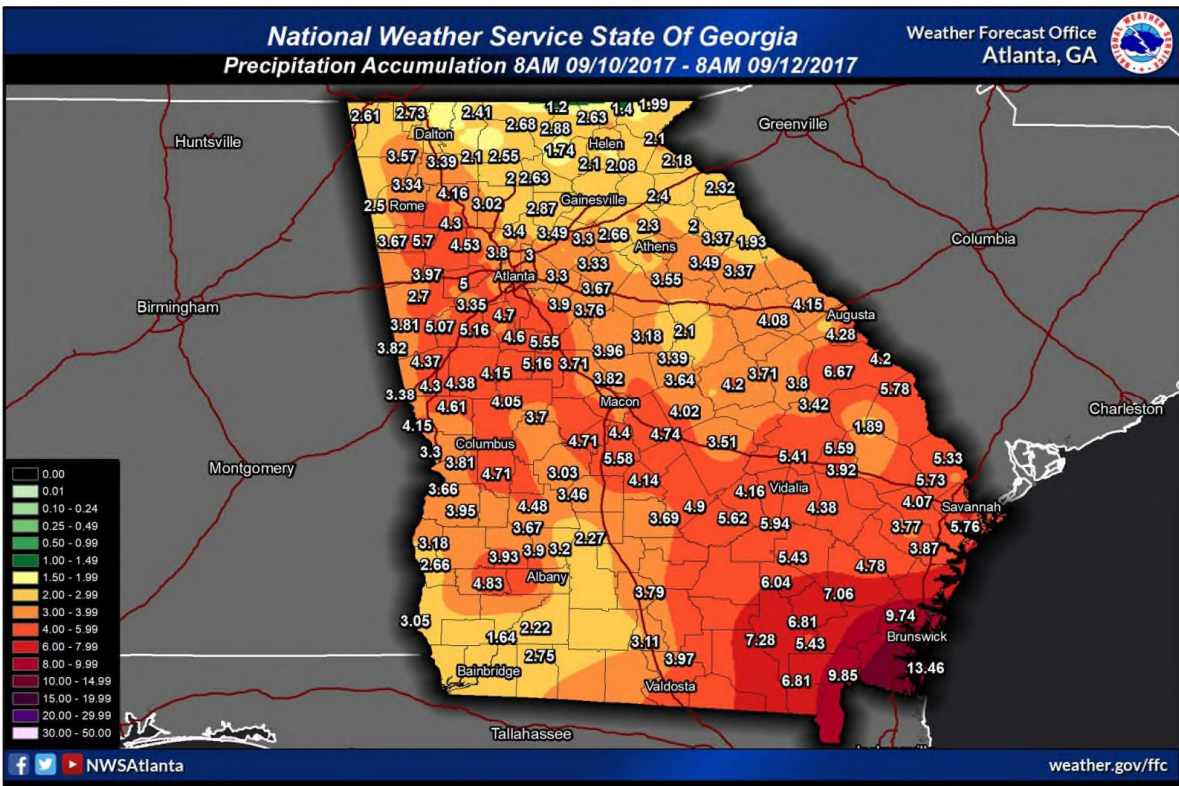 National Weather Service State Of Georgia
Precipitation Accumulation 8AM 09/10/2017 - 8AM 09/12/2017
Weather Forecast Office
Atlanta, GA
NATIONAL WEATHER SERVICE
2.61 2.73 2.41 1.2 1.4 1.99
2.68 2.88 2.63
Huntsville Dalton Helen Greenville
1.74 2.1
3.57 3.39 2.1 2.55 2.1 2.08 2.18
3.34 4.16 2 2.63 2.4 2.32
2.5 Rome 3.02 2.87 Gainesville
4.3 3.4 3.49 3.3 2.66 2.3 2
3.67 5.7 4.53 3.8 3 Athens 3.37 1.93
Columbia
3.97 5 Atlanta 3.3 3.33 3.55 3.49 3.37
2.7 3.35 3.9 3.67 4.15
Birmingham 4.7 3.76 4.08 Augusta
3.81 5.07 5.16 4.6 5.55 3.18 2.1 4.28
3.82 4.37 5.16 3.71 3.96 3.39 4.2
3.38 4.3 4.38 4.15 3.82 3.64 4.2 3.71 3.8 6.67 5.78
4.61 4.05 3.7 Macon 4.02 3.42 Charleston
4.15 Columbus 4.71 4.4 4.74 3.51 1.89
3.3 3.81 5.58 5.41 5.59 5.33
Montgomery 4.71 3.03 4.14 3.92 5.73
3.66 3.46 4.16 Vidalia 4.07 Savannah
3.95 4.48 3.69 4.9 5.62 5.94 4.38 3.77 5.76
3.67
3.18 3.93 3.9 3.2 2.27 5.43 3.87
2.66 4.83 Albany 6.04 4.78
3.79 7.06
3.05 2.22 6.81 9.74
1.64 3.11 7.28 5.43 Brunswick
Bainbridge 2.75 3.97 6.81 9.85 13.46
Valdosta
Tallahassee
0.00
0.01
0.10 - 0.24
0.25 - 0.49
0.50 - 0.99
1.00 - 1.49
1.50 - 1.99
2.00 - 2.99
3.00 - 3.99
4.00 - 5.99
6.00 - 7.99
8.00 - 9.99
10.00 - 14.99
15.00 - 19.99
20.00 - 29.99
30.00 - 50.00
NWSAtlanta
weather.gov/ffc